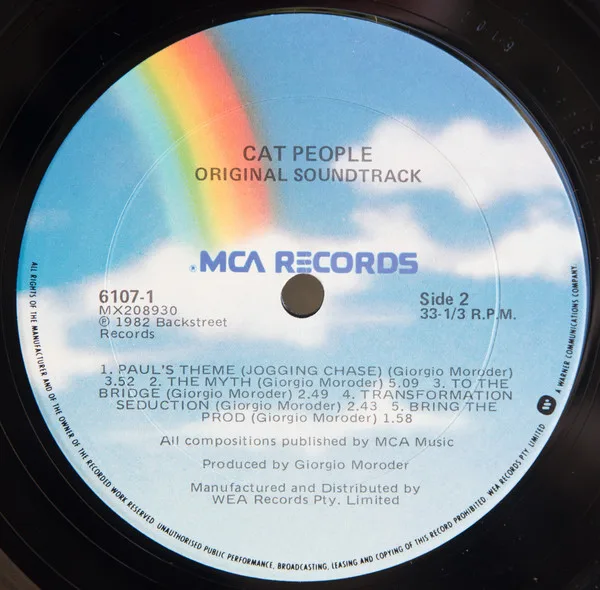 CAT PEOPLE
ORIGINAL SOUNDTRACK
MCA RECORDS
6107-1
MX208930
℗ 1982 Backstreet
Records
Side 2
33-1/3 R.P.M.
1. PAUL'S THEME (JOGGING CHASE) (Giorgio Moroder)
3.52 2. THE MYTH (Giorgio Moroder) 5.09 3. TO THE
BRIDGE (Giorgio Moroder) 2.49 4. TRANSFORMATION
SEDUCTION (Giorgio Moroder) 2.43 5. BRING THE
PROD (Giorgio Moroder) 1.58
All compositions published by MCA Music
Produced by Giorgio Moroder
Manufactured and Distributed by
WEA Records Pty. Limited
ALL RIGHTS OF THE MANUFACTURER AND OF THE OWNER OF THE RECORDED WORK RESERVED. UNAUTHORISED PUBLIC PERFORMANCE, BROADCASTING, LEASING AND COPYING OF THIS RECORD PROHIBITED. WEA RECORDS PTY. LIMITED
A WARNER COMMUNICATIONS COMPANY.